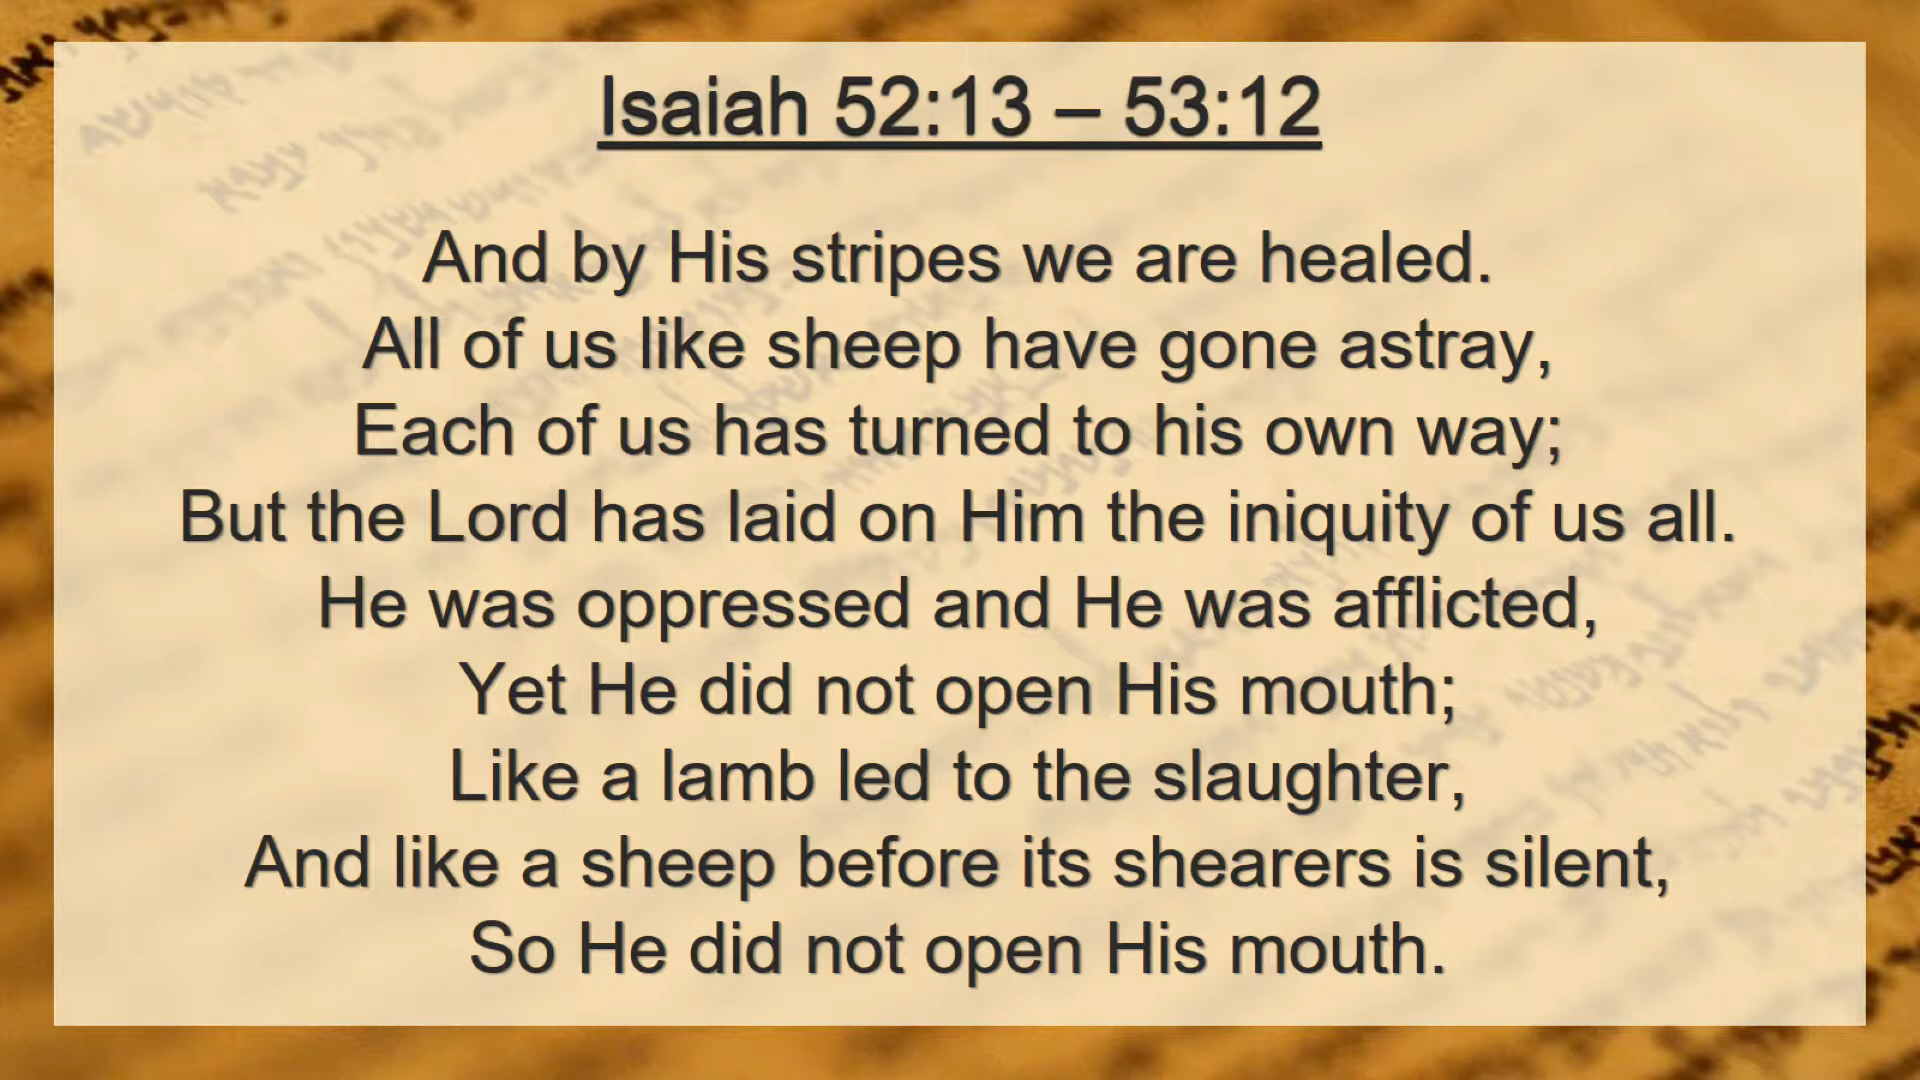 Isaiah 52:13 – 53:12
And by His stripes we are healed.
All of us like sheep have gone astray,
Each of us has turned to his own way;
But the Lord has laid on Him the iniquity of us all.
He was oppressed and He was afflicted,
Yet He did not open His mouth;
Like a lamb led to the slaughter,
And like a sheep before its shearers is silent,
So He did not open His mouth.